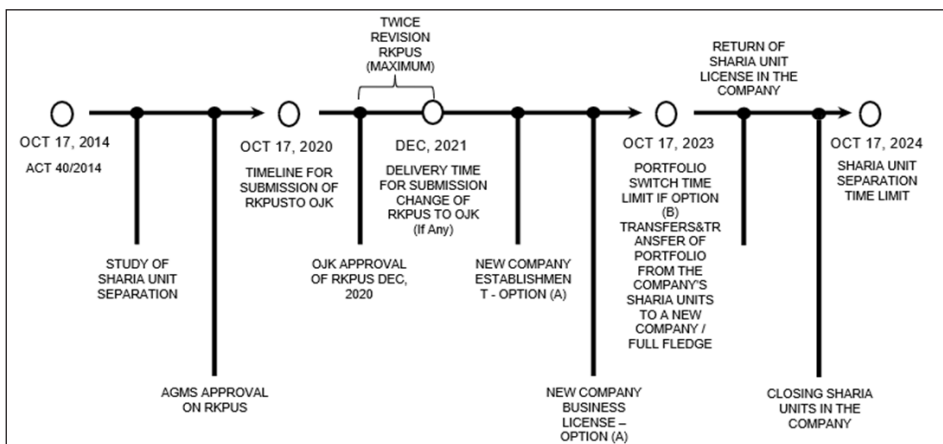 TWICE
REVISION
RKPUS
(MAXIMUM)
RETURN OF
SHARIA UNIT
LICENSE IN THE
COMPANY
OCT 17, 2014
ACT 40/2014
OCT 17, 2020
TIMELINE FOR
SUBMISSION OF
RKPUSTO OJK
DEC, 2021
DELIVERY TIME
FOR SUBMISSION
CHANGE OF
RKPUS TO OJK
(If Any)
OCT 17, 2023
PORTFOLIO
SWITCH TIME
LIMIT IF OPTION
(B)
TRANSFERS&TR
ANSFER OF
PORTFOLIO
FROM THE
COMPANY'S
SHARIA UNITS
TO A NEW
COMPANY /
FULL FLEDGE
OCT 17, 2024
SHARIA UNIT
SEPARATION
TIME LIMIT
STUDY OF
SHARIA UNIT
SEPARATION
OJK APPROVAL
OF RKPUS DEC,
2020
NEW COMPANY
ESTABLISHMEN
T - OPTION (A)
AGMS APPROVAL
ON RKPUS
NEW COMPANY
BUSINESS
LICENSE –
OPTION (A)
CLOSING SHARIA
UNITS IN THE
COMPANY